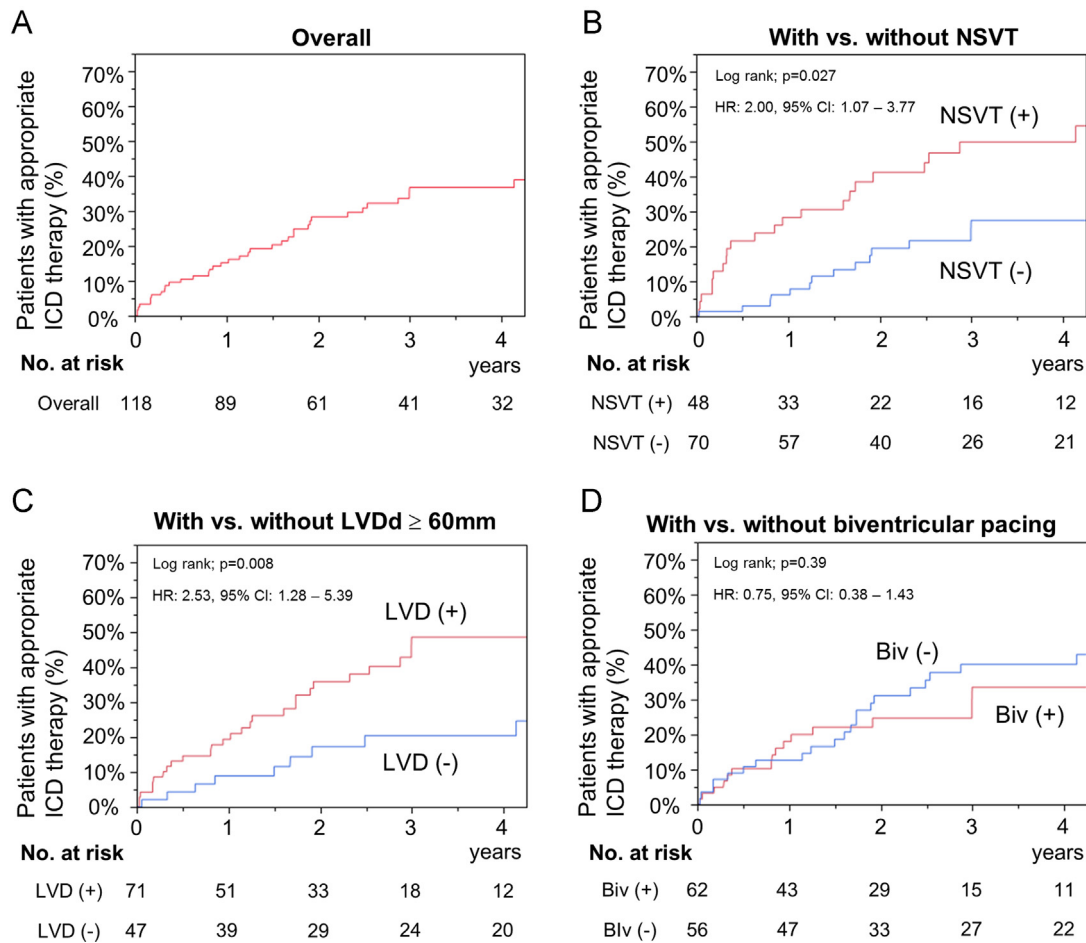 A
Overall
Patients with appropriate
ICD therapy (%)
70%
60%
50%
40%
30%
20%
10%
0%
0 1 2 3 4
years
No. at risk
Overall 118 89 61 41 32
B
With vs. without NSVT
Patients with appropriate
ICD therapy (%)
70%
60%
50%
40%
30%
20%
10%
0%
Log rank; p=0.027
HR: 2.00, 95% CI: 1.07 – 3.77
NSVT (+)
NSVT (-)
0 1 2 3 4
years
No. at risk
NSVT (+) 48 33 22 16 12
NSVT (-) 70 57 40 26 21
C
With vs. without LVDd ≥ 60mm
Patients with appropriate
ICD therapy (%)
70%
60%
50%
40%
30%
20%
10%
0%
Log rank; p=0.008
HR: 2.53, 95% CI: 1.28 – 5.39
LVD (+)
LVD (-)
0 1 2 3 4
years
No. at risk
LVD (+) 71 51 33 18 12
LVD (-) 47 39 29 24 20
D
With vs. without biventricular pacing
Patients with appropriate
ICD therapy (%)
70%
60%
50%
40%
30%
20%
10%
0%
Log rank; p=0.39
HR: 0.75, 95% CI: 0.38 – 1.43
Biv (-)
Biv (+)
0 1 2 3 4
years
No. at risk
Biv (+) 62 43 29 15 11
BIv (-) 56 47 33 27 22